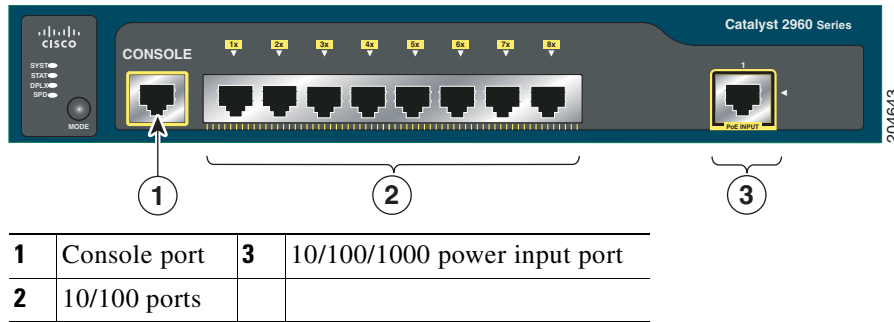 CISCO
Catalyst 2960 Series
CONSOLE
1x 2x 3x 4x 5x 6x 7x 8x
1
SYST
STAT
DPLX
SPD
MODE
PoE INPUT
204643
1 2 3
1 Console port 3 10/100/1000 power input port
2 10/100 ports